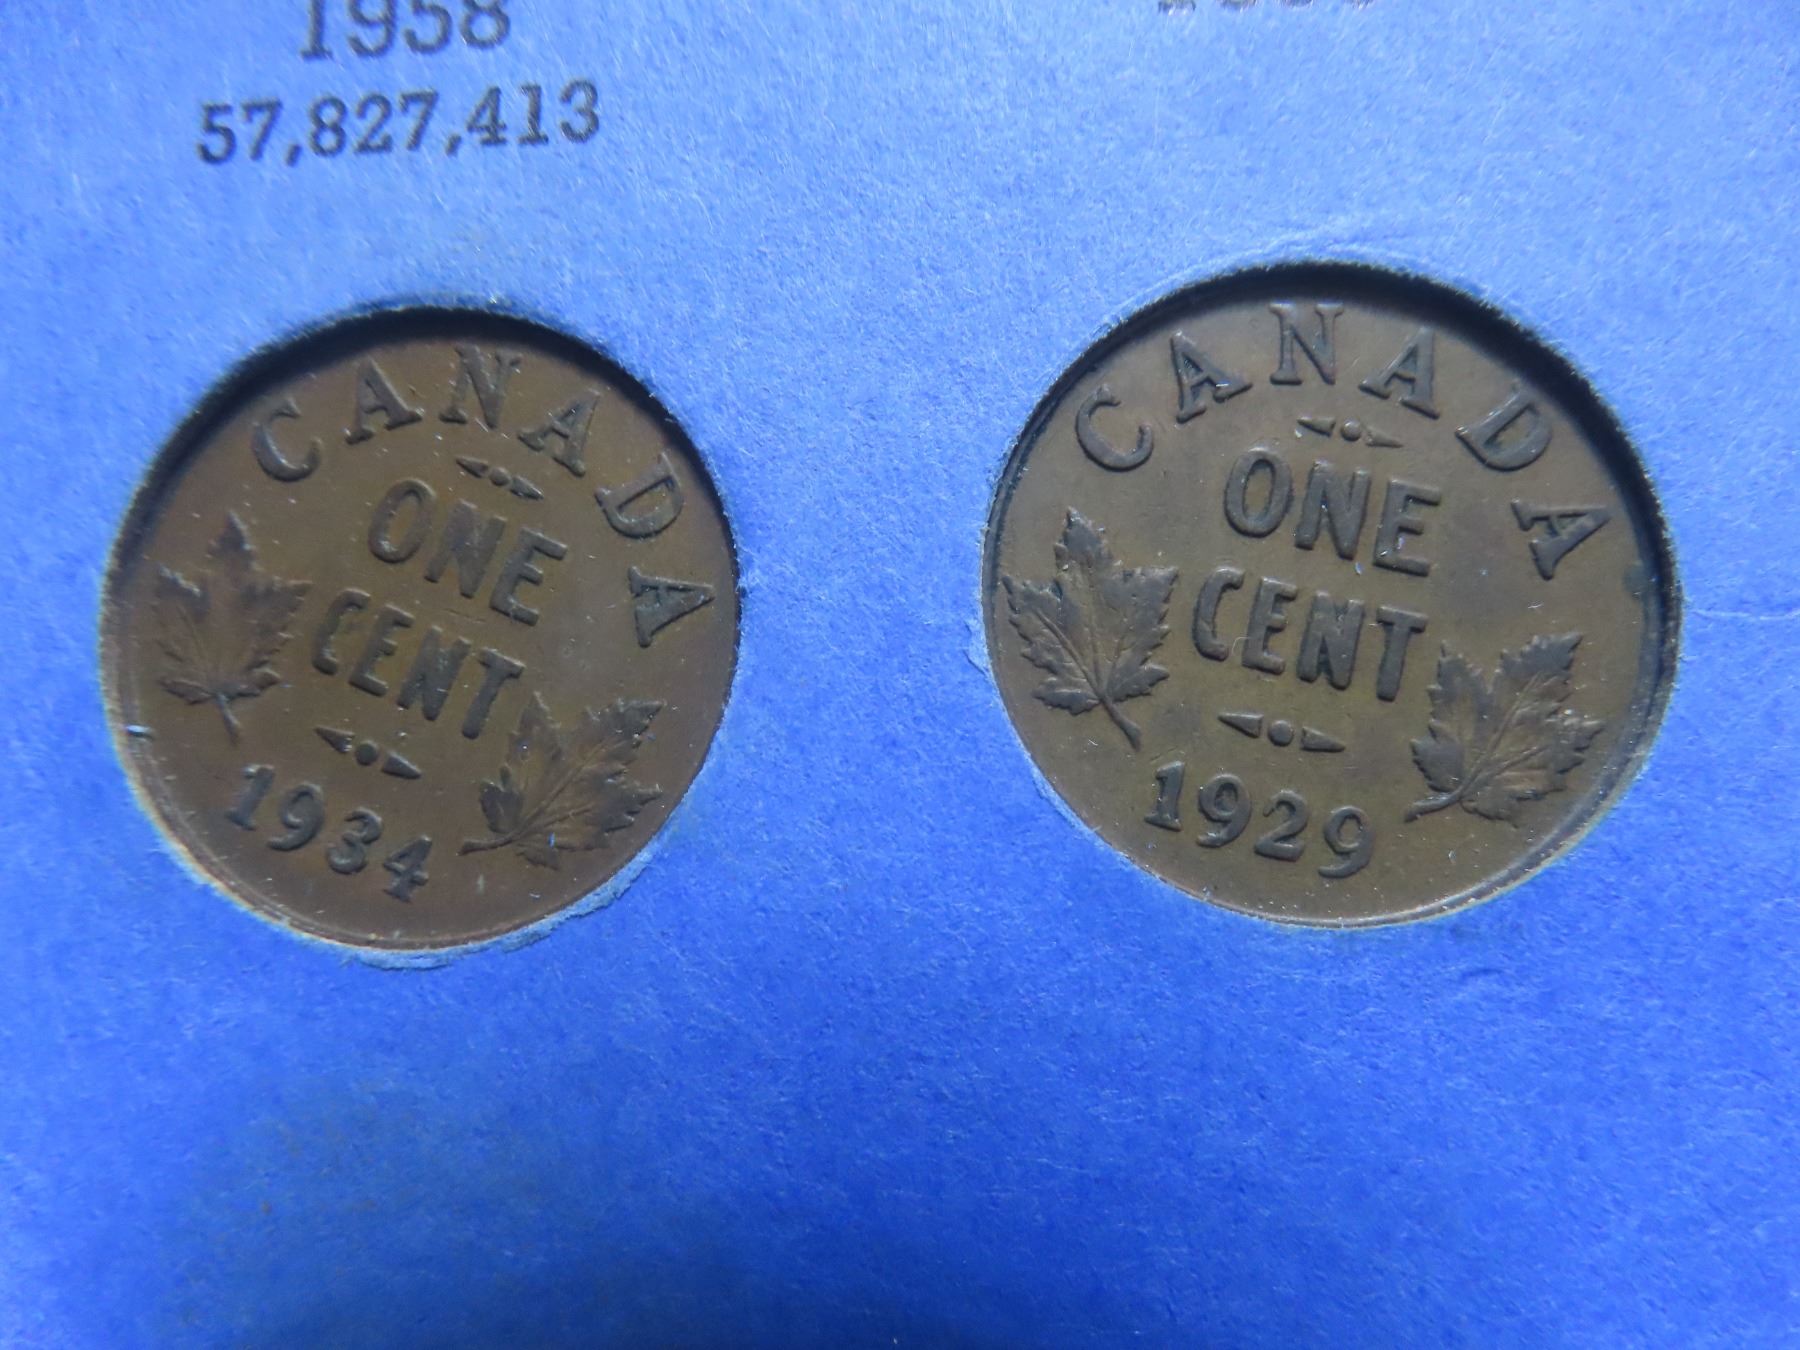 1958
57,827,413
CANADA
ONE
CENT
1934
CANADA
ONE
CENT
1929